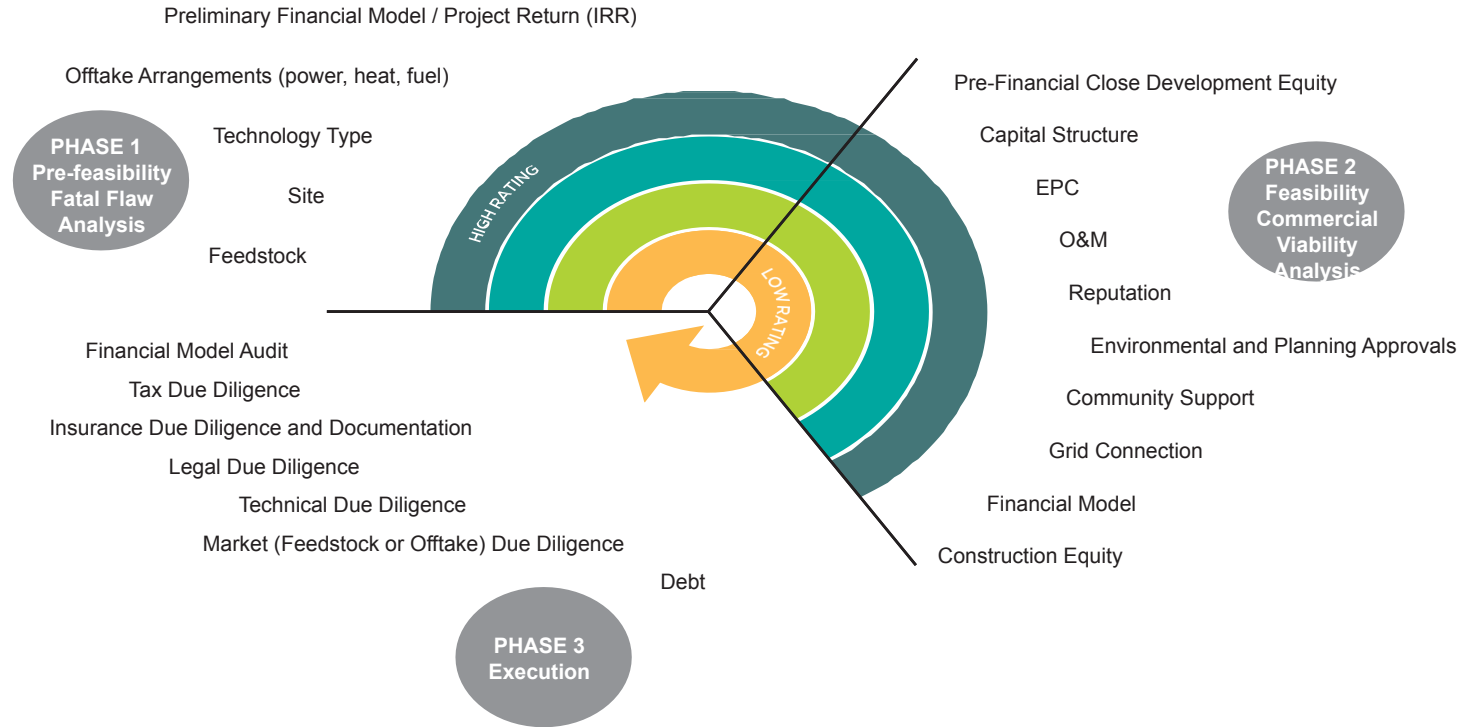 Preliminary Financial Model / Project Return (IRR)
Offtake Arrangements (power, heat, fuel)
Technology Type
Site
Feedstock
PHASE 1
Pre-feasibility
Fatal Flaw
Analysis
HIGH RATING
LOW RATING
Pre-Financial Close Development Equity
Capital Structure
EPC
O&M
Reputation
Environmental and Planning Approvals
Community Support
Grid Connection
Financial Model
Construction Equity
PHASE 2
Feasibility
Commercial
Viability
Analysis
Financial Model Audit
Tax Due Diligence
Insurance Due Diligence and Documentation
Legal Due Diligence
Technical Due Diligence
Market (Feedstock or Offtake) Due Diligence
Debt
PHASE 3
Execution